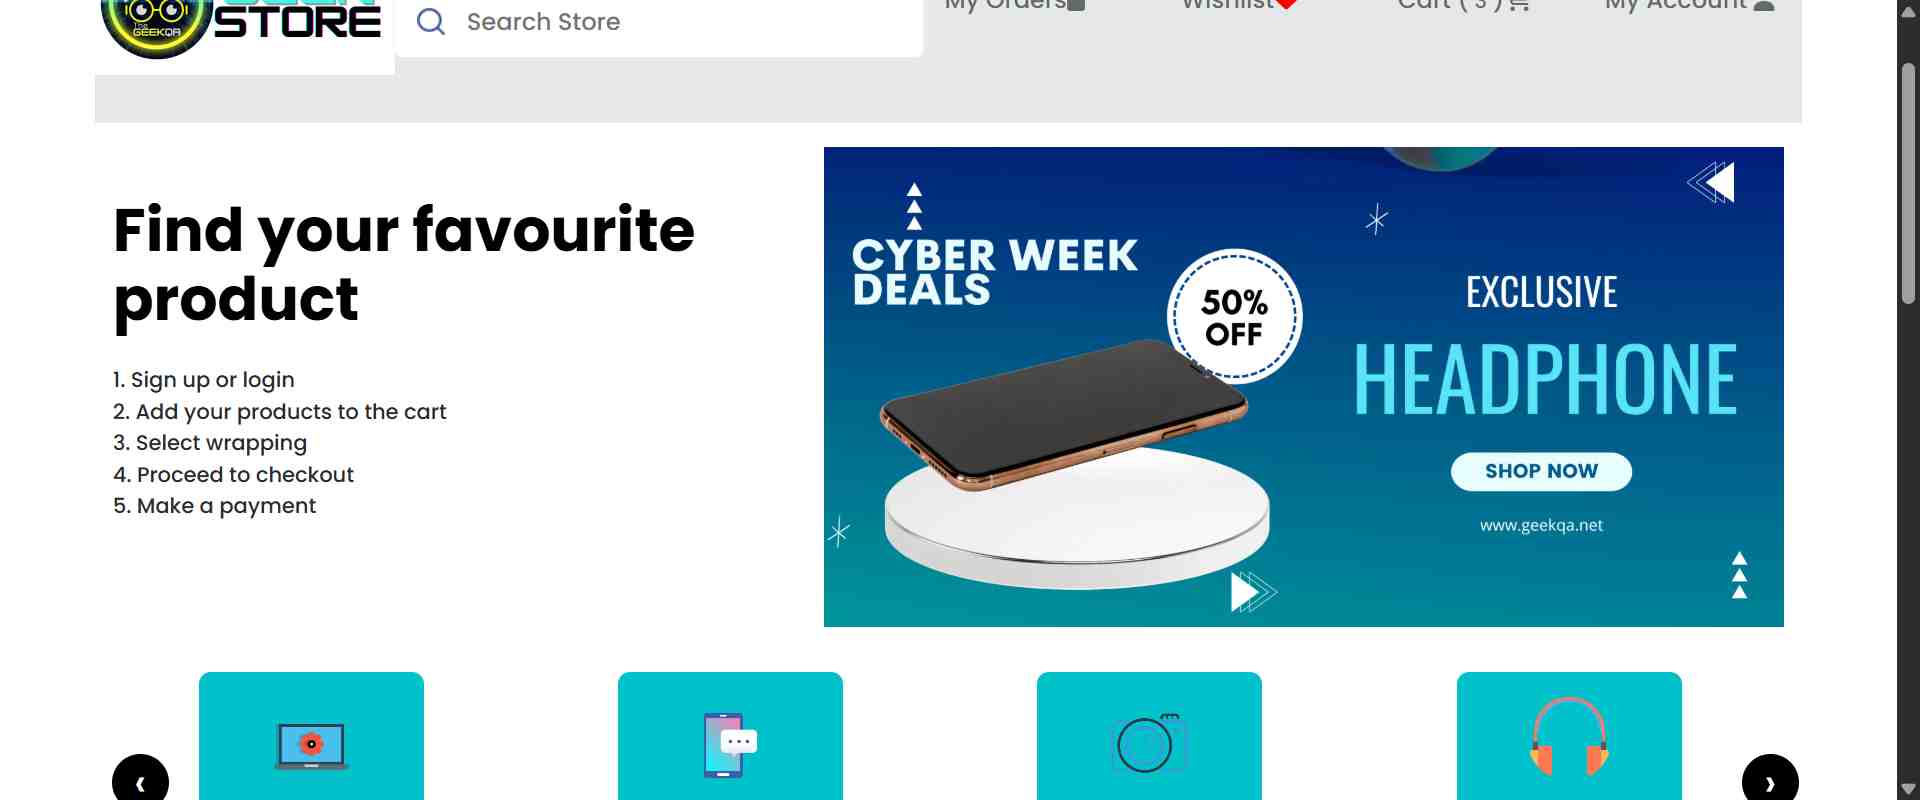 STORE
THE
GEEKQA
Search Store
My Orders
Wishlist
Cart ( 3 )
My Account
Find your favourite
product
1. Sign up or login
2. Add your products to the cart
3. Select wrapping
4. Proceed to checkout
5. Make a payment
CYBER WEEK
DEALS
50%
OFF
EXCLUSIVE
HEADPHONE
SHOP NOW
www.geekqa.net